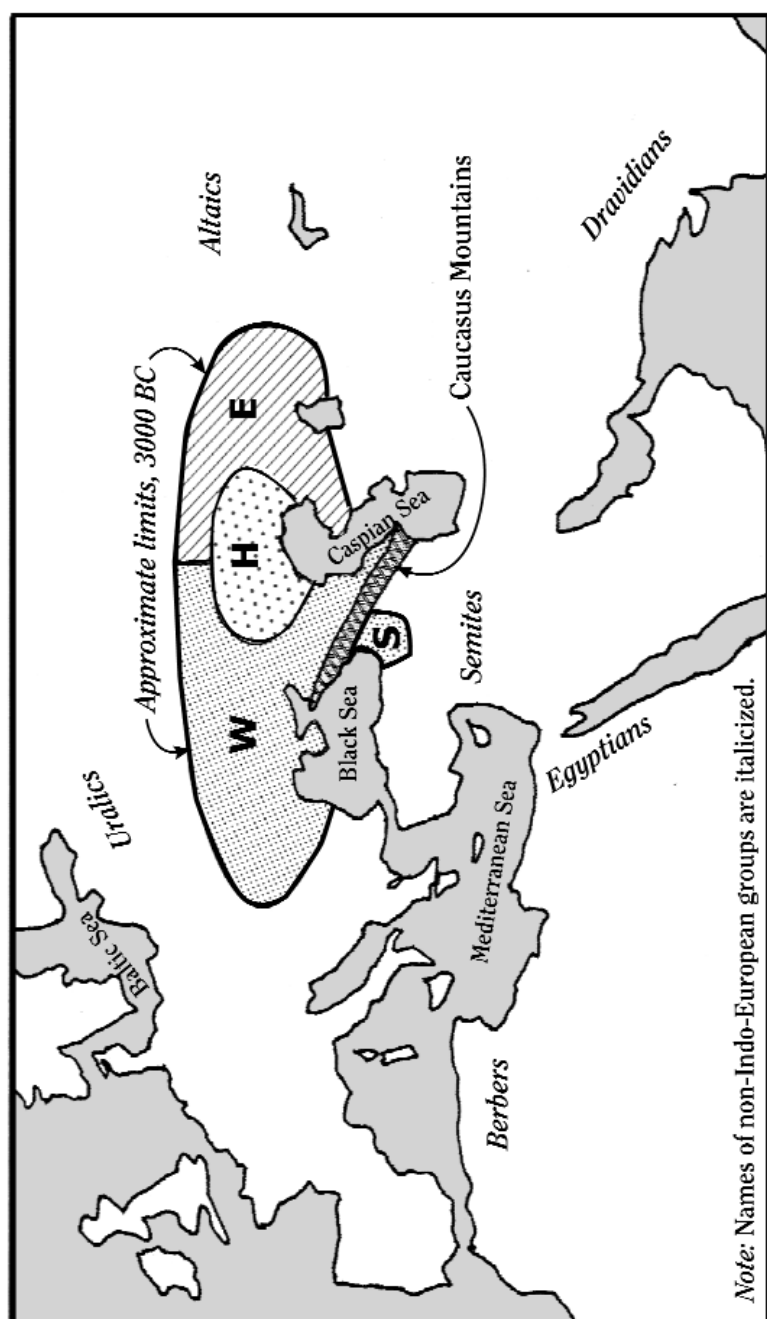 Uralics
Approximate limits, 3000 BC
Altaics
Baltic Sea
W
H
E
Black Sea
Caspian Sea
S
Caucasus Mountains
Semites
Mediterranean Sea
Berbers
Egyptians
Dravidians
Note: Names of non-Indo-European groups are italicized.